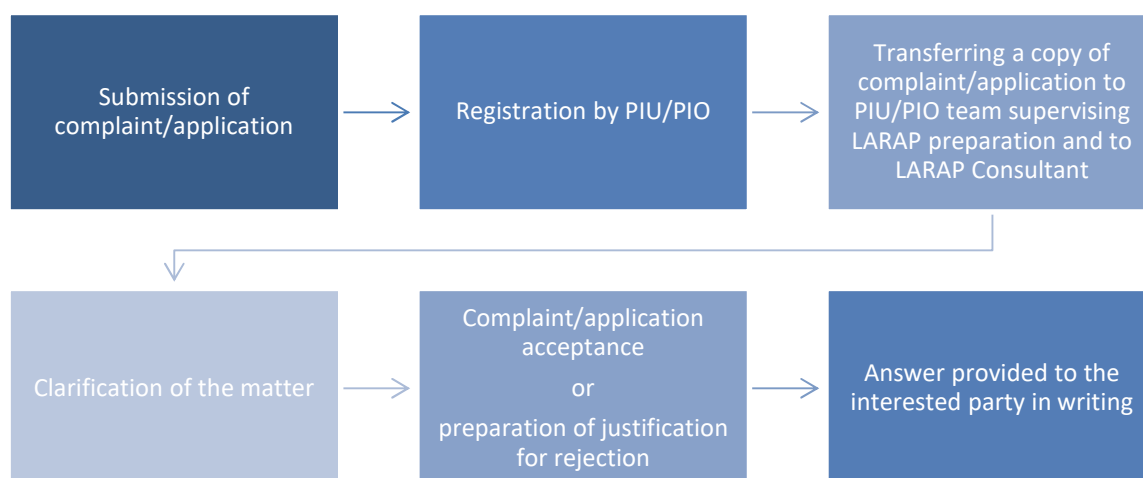 Submission of
complaint/application
Registration by PIU/PIO
Transferring a copy of
complaint/application to
PIU/PIO team supervising
LARAP preparation and to
LARAP Consultant
Clarification of the matter
Complaint/application
acceptance
or
preparation of justification
for rejection
Answer provided to the
interested party in writing